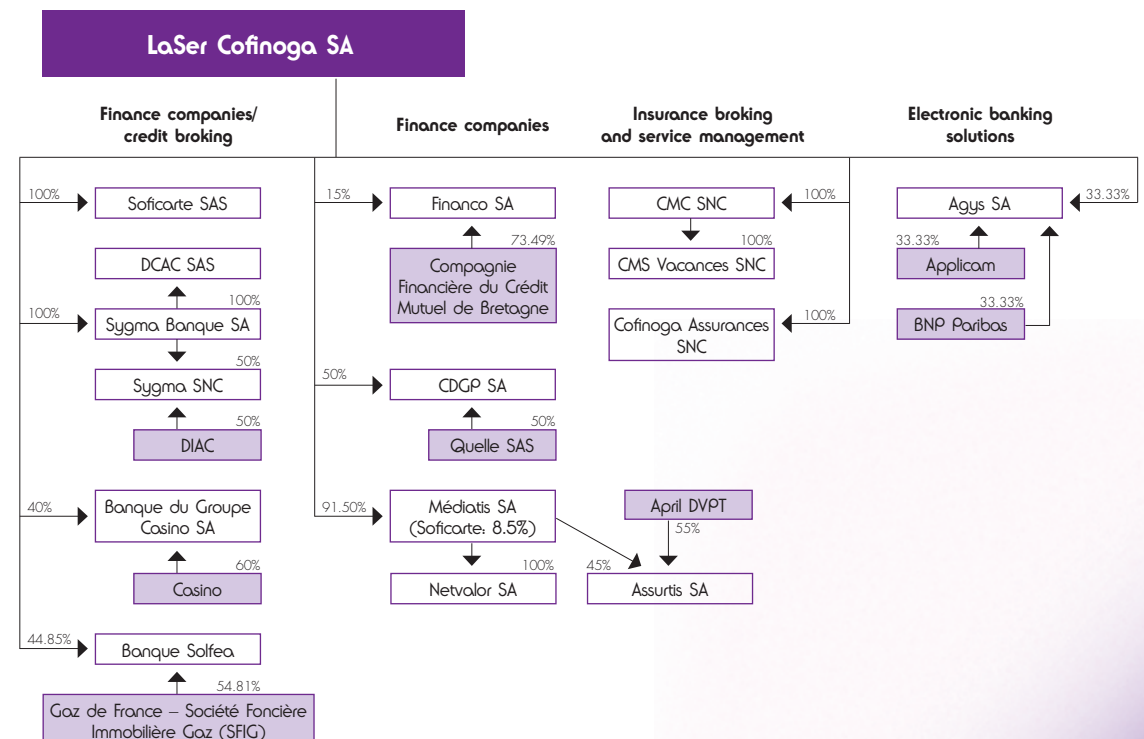 LaSer Cofinoga SA
Finance companies/
credit broking
100%
Soficarte SAS
DCAC SAS
100%
100%
Sygma Banque SA
50%
Sygma SNC
50%
DIAC
40%
Banque du Groupe
Casino SA
60%
Casino
44.85%
Banque Solfea
54.81%
Gaz de France – Société Foncière
Immobilière Gaz (SFIG)
Finance companies
15%
Financo SA
73.49%
Compagnie
Financière du Crédit
Mutuel de Bretagne
50%
CDGP SA
50%
Quelle SAS
91.50%
Médiatis SA
(Soficarte: 8.5%)
100%
Netvalor SA
Insurance broking
and service management
CMC SNC
100%
100%
CMS Vacances SNC
Cofinoga Assurances
SNC
100%
April DVPT
55%
45%
Assurtis SA
Electronic banking
solutions
Agys SA
33.33%
33.33%
Applicam
33.33%
BNP Paribas